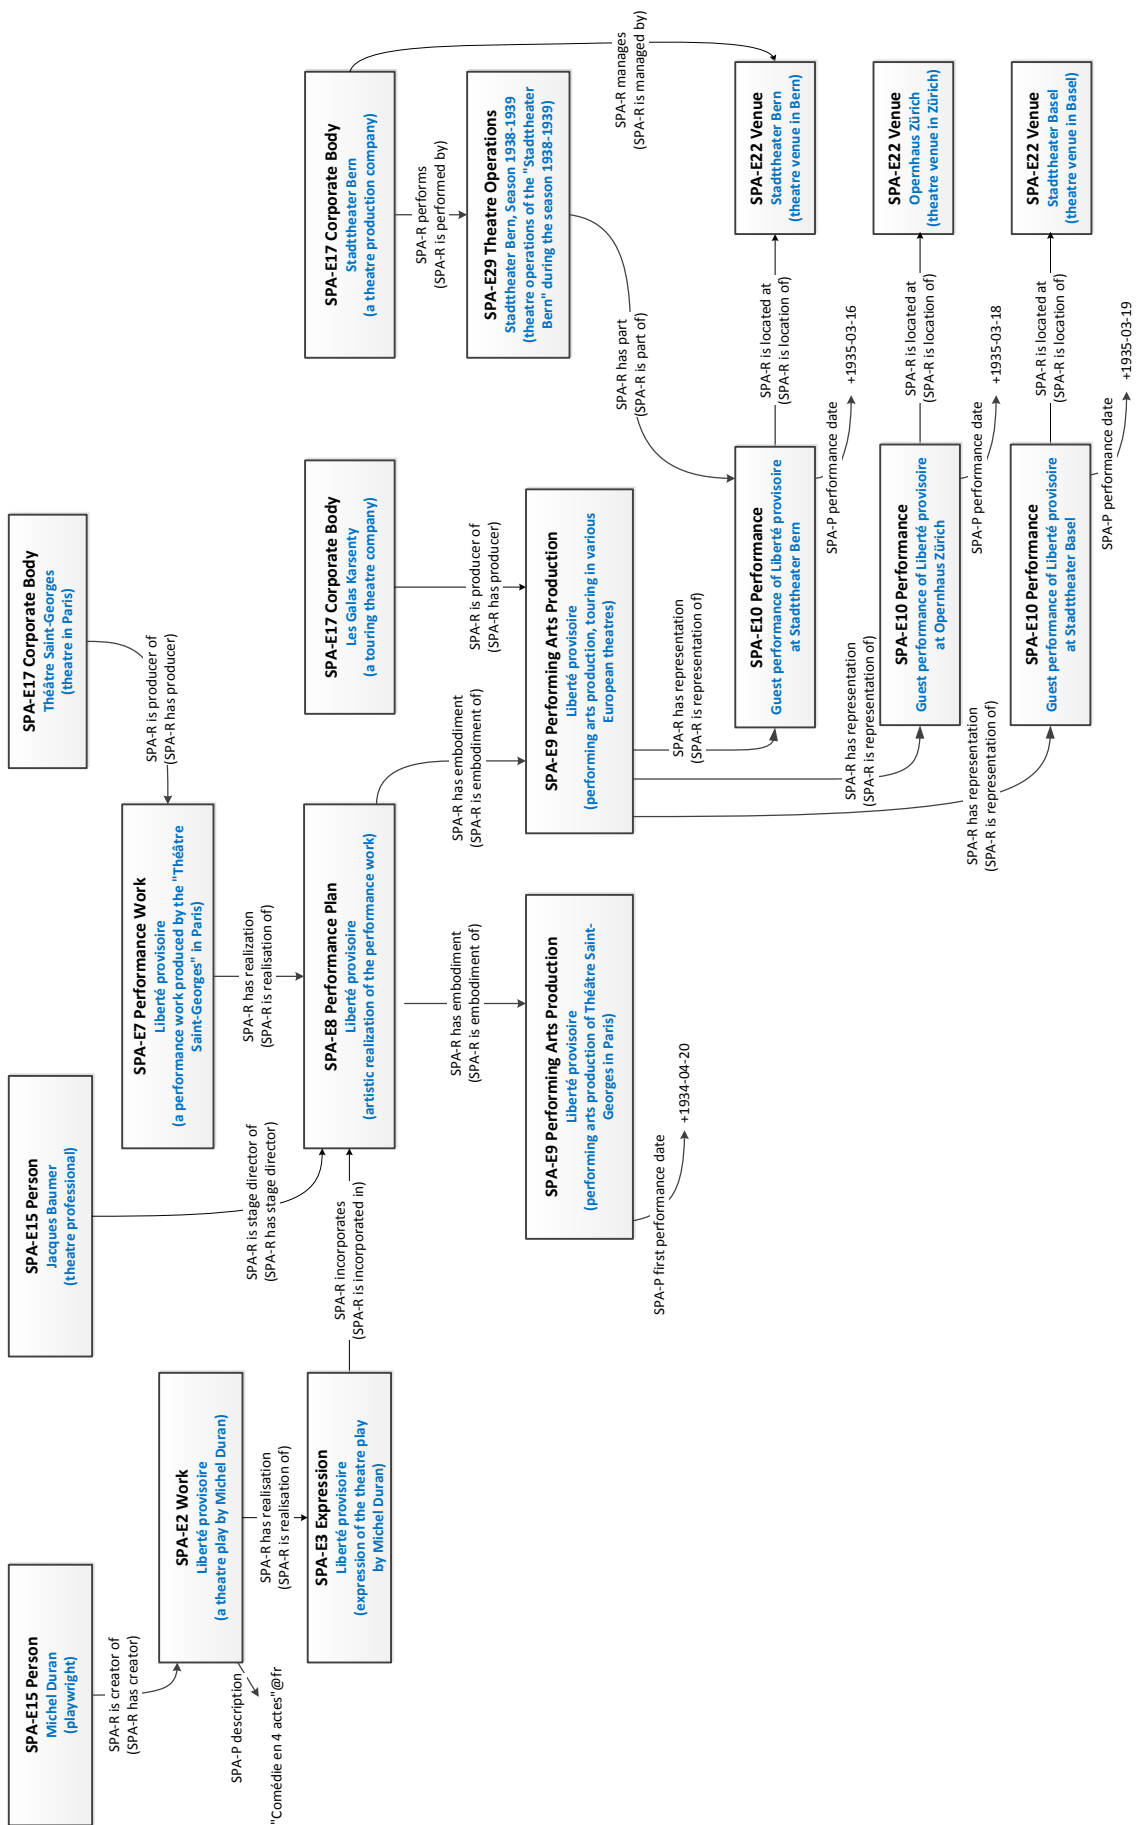 SPA-E15 Person
Michel Duran
(playwright)
SPA-R is creator of
(SPA-R has creator)
SPA-E2 Work
Liberté provisoire
(a theatre play by Michel Duran)
SPA-P description
"Comédie en 4 actes"@fr
SPA-R has realisation
(SPA-R is realisation of)
SPA-E3 Expression
Liberté provisoire
(expression of the theatre play
by Michel Duran)
SPA-R incorporates
(SPA-R is incorporated in)
SPA-E15 Person
Jacques Baumer
(theatre professional)
SPA-R is stage director of
(SPA-R has stage director)
SPA-E17 Corporate Body
Théâtre Saint-Georges
(theatre in Paris)
SPA-R is producer of
(SPA-R has producer)
SPA-E7 Performance Work
Liberté provisoire
(a performance work produced by the "Théâtre
Saint-Georges" in Paris)
SPA-R has realization
(SPA-R is realisation of)
SPA-E8 Performance Plan
Liberté provisoire
(artistic realization of the performance work)
SPA-R has embodiment
(SPA-R is embodiment of)
SPA-E9 Performing Arts Production
Liberté provisoire
(performing arts production of Théâtre Saint-
Georges in Paris)
SPA-P first performance date
+1934-04-20
SPA-R has embodiment
(SPA-R is embodiment of)
SPA-E17 Corporate Body
Les Galas Karsenty
(a touring theatre company)
SPA-R is producer of
(SPA-R has producer)
SPA-E9 Performing Arts Production
Liberté provisoire
(performing arts production, touring in various
European theatres)
SPA-R has representation
(SPA-R is representation of)
SPA-R has representation
(SPA-R is representation of)
SPA-R has representation
(SPA-R is representation of)
SPA-E17 Corporate Body
Stadttheater Bern
(a theatre production company)
SPA-R performs
(SPA-R is performed by)
SPA-E29 Theatre Operations
Stadttheater Bern, Season 1938-1939
(theatre operations of the "Stadttheater
Bern" during the season 1938-1939)
SPA-R manages
(SPA-R is managed by)
SPA-R has part
(SPA-R is part of)
SPA-E10 Performance
Guest performance of Liberté provisoire
at Stadttheater Bern
SPA-R is located at
(SPA-R is location of)
SPA-P performance date
+1935-03-16
SPA-E22 Venue
Stadttheater Bern
(theatre venue in Bern)
SPA-E10 Performance
Guest performance of Liberté provisoire
at Opernhaus Zürich
SPA-R is located at
(SPA-R is location of)
SPA-P performance date
+1935-03-18
SPA-E22 Venue
Opernhaus Zürich
(theatre venue in Zürich)
SPA-E10 Performance
Guest performance of Liberté provisoire
at Stadttheater Basel
SPA-R is located at
(SPA-R is location of)
SPA-P performance date
+1935-03-19
SPA-E22 Venue
Stadttheater Basel
(theatre venue in Basel)